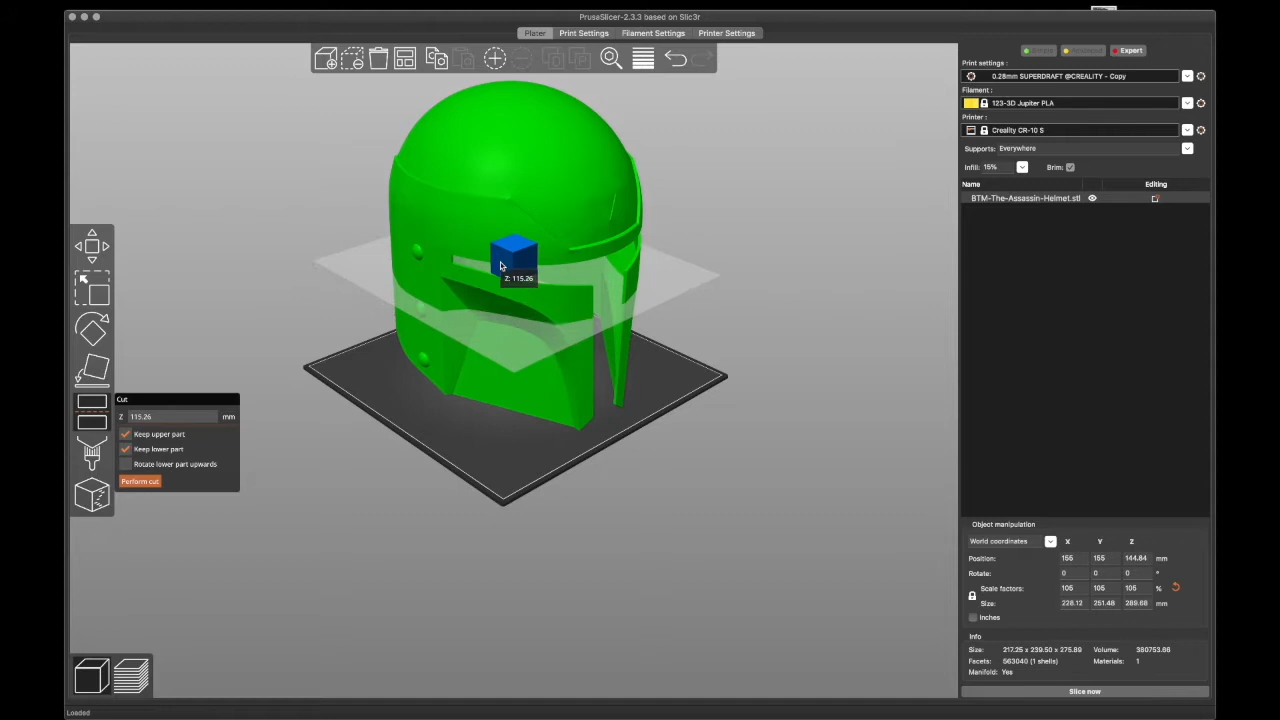 PrusaSlicer-2.3.3 based on Slic3r
Plater Print Settings Filament Settings Printer Settings
Simple Advanced Expert
Print settings :
0.28mm SUPERDRAFT @CREALITY - Copy
Filament :
123-3D Jupiter PLA
Printer :
Creality CR-10 S
Supports: Everywhere
Infill: 15% Brim:
Name Editing
BTM-The-Assassin-Helmet.stl
Z: 115.26
Cut
Z 115.26 mm
Keep upper part
Keep lower part
Rotate lower part upwards
Perform cut
Object manipulation
World coordinates X Y Z
Position: 155 155 144.84 mm
Rotate: 0 0 0 °
Scale factors: 105 105 105 %
Size: 228.12 251.48 289.68 mm
Inches
Info
Size: 217.25 x 239.50 x 275.89 Volume: 380753.86
Facets: 563040 (1 shells) Materials: 1
Manifold: Yes
Slice now
Loaded